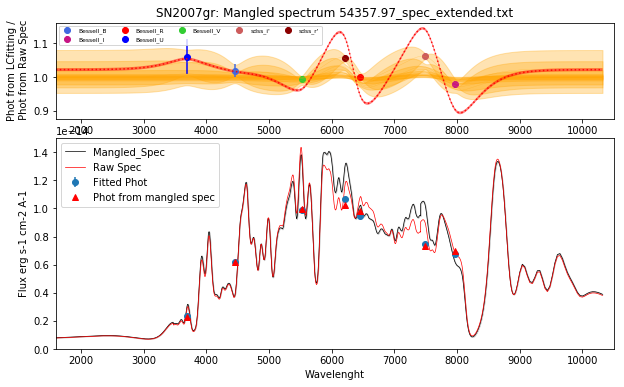 SN2007gr: Mangled spectrum 54357.97_spec_extended.txt
Phot from LCfitting /
Phot from Raw Spec
1.1
1.0
0.9
Bessell_B
Bessell_I
Bessell_R
Bessell_U
Bessell_V
sdss_i'
sdss_r'
2000 3000 4000 5000 6000 7000 8000 9000 10000
1e−14
Flux erg s-1 cm-2 A-1
1.4
1.2
1.0
0.8
0.6
0.4
0.2
0.0
Mangled_Spec
Raw Spec
Fitted Phot
Phot from mangled spec
2000 3000 4000 5000 6000 7000 8000 9000 10000
Wavelenght